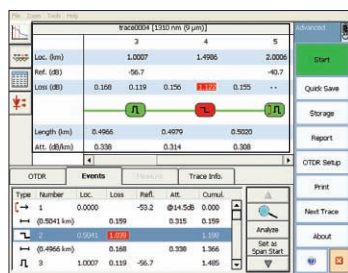 File Zoom Tools Help
trace0004 [1310 nm (9 µm)]
Advanced
3 4 5
Loc. (km) 1.0007 1.4986 2.0006
Ref. (dB) -56.7 -40.7
Loss (dB) 0.168 0.119 0.156 1.122 0.155 --
Length (km) 0.4966 0.4979 0.5020
Att. (dB/km) 0.338 0.314 0.308
OTDR Events Measure Trace Info.
Type Number Loc. Loss Refl. Att. Cumul.
1 0.0000 -53.2 @14.5dB 0.000
(0.5041 km) 0.159 0.315 0.159
2 0.5041 1.039 1.198
(0.4966 km) 0.168 0.338 1.366
3 1.0007 0.119 -56.7 1.485
Analyze
Set as
Span Start
Start
Quick Save
Storage
Report
OTDR Setup
Print
Next Trace
About